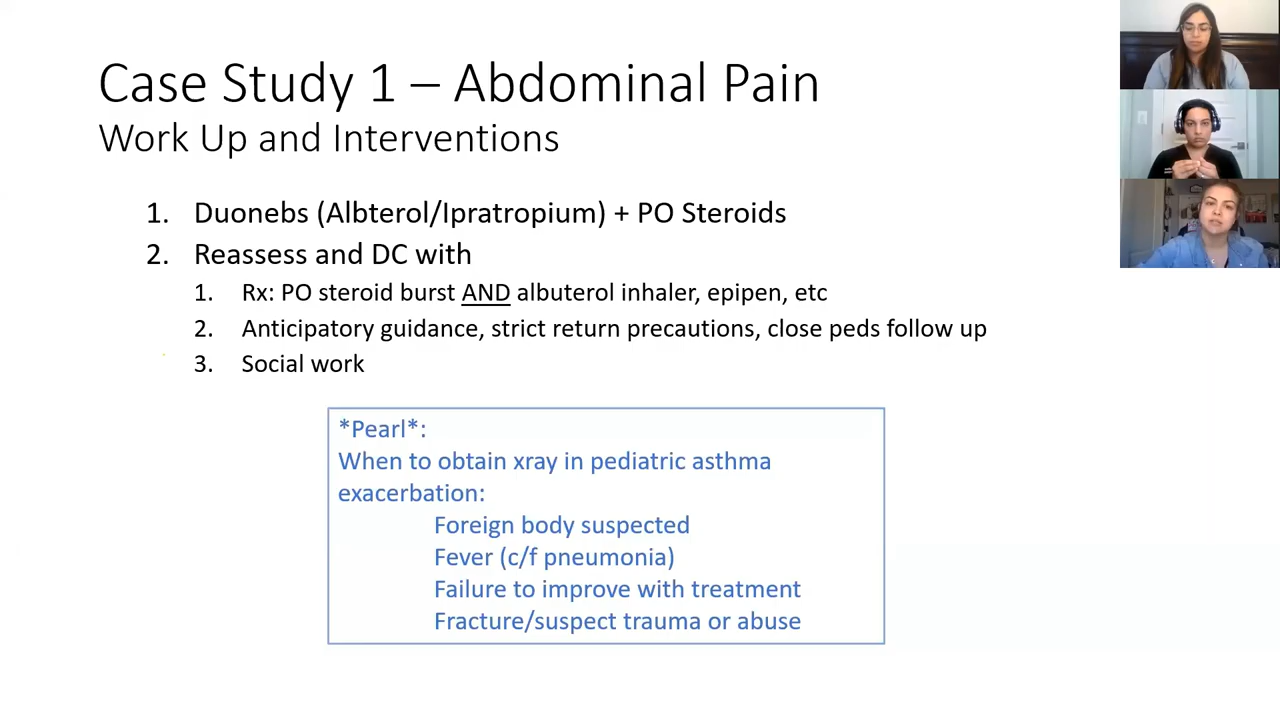 Case Study 1 – Abdominal Pain
Work Up and Interventions
1. Duonebs (Albterol/Ipratropium) + PO Steroids
2. Reassess and DC with
1. Rx: PO steroid burst AND albuterol inhaler, epipen, etc
2. Anticipatory guidance, strict return precautions, close peds follow up
3. Social work
*Pearl*:
When to obtain xray in pediatric asthma
exacerbation:
Foreign body suspected
Fever (c/f pneumonia)
Failure to improve with treatment
Fracture/suspect trauma or abuse